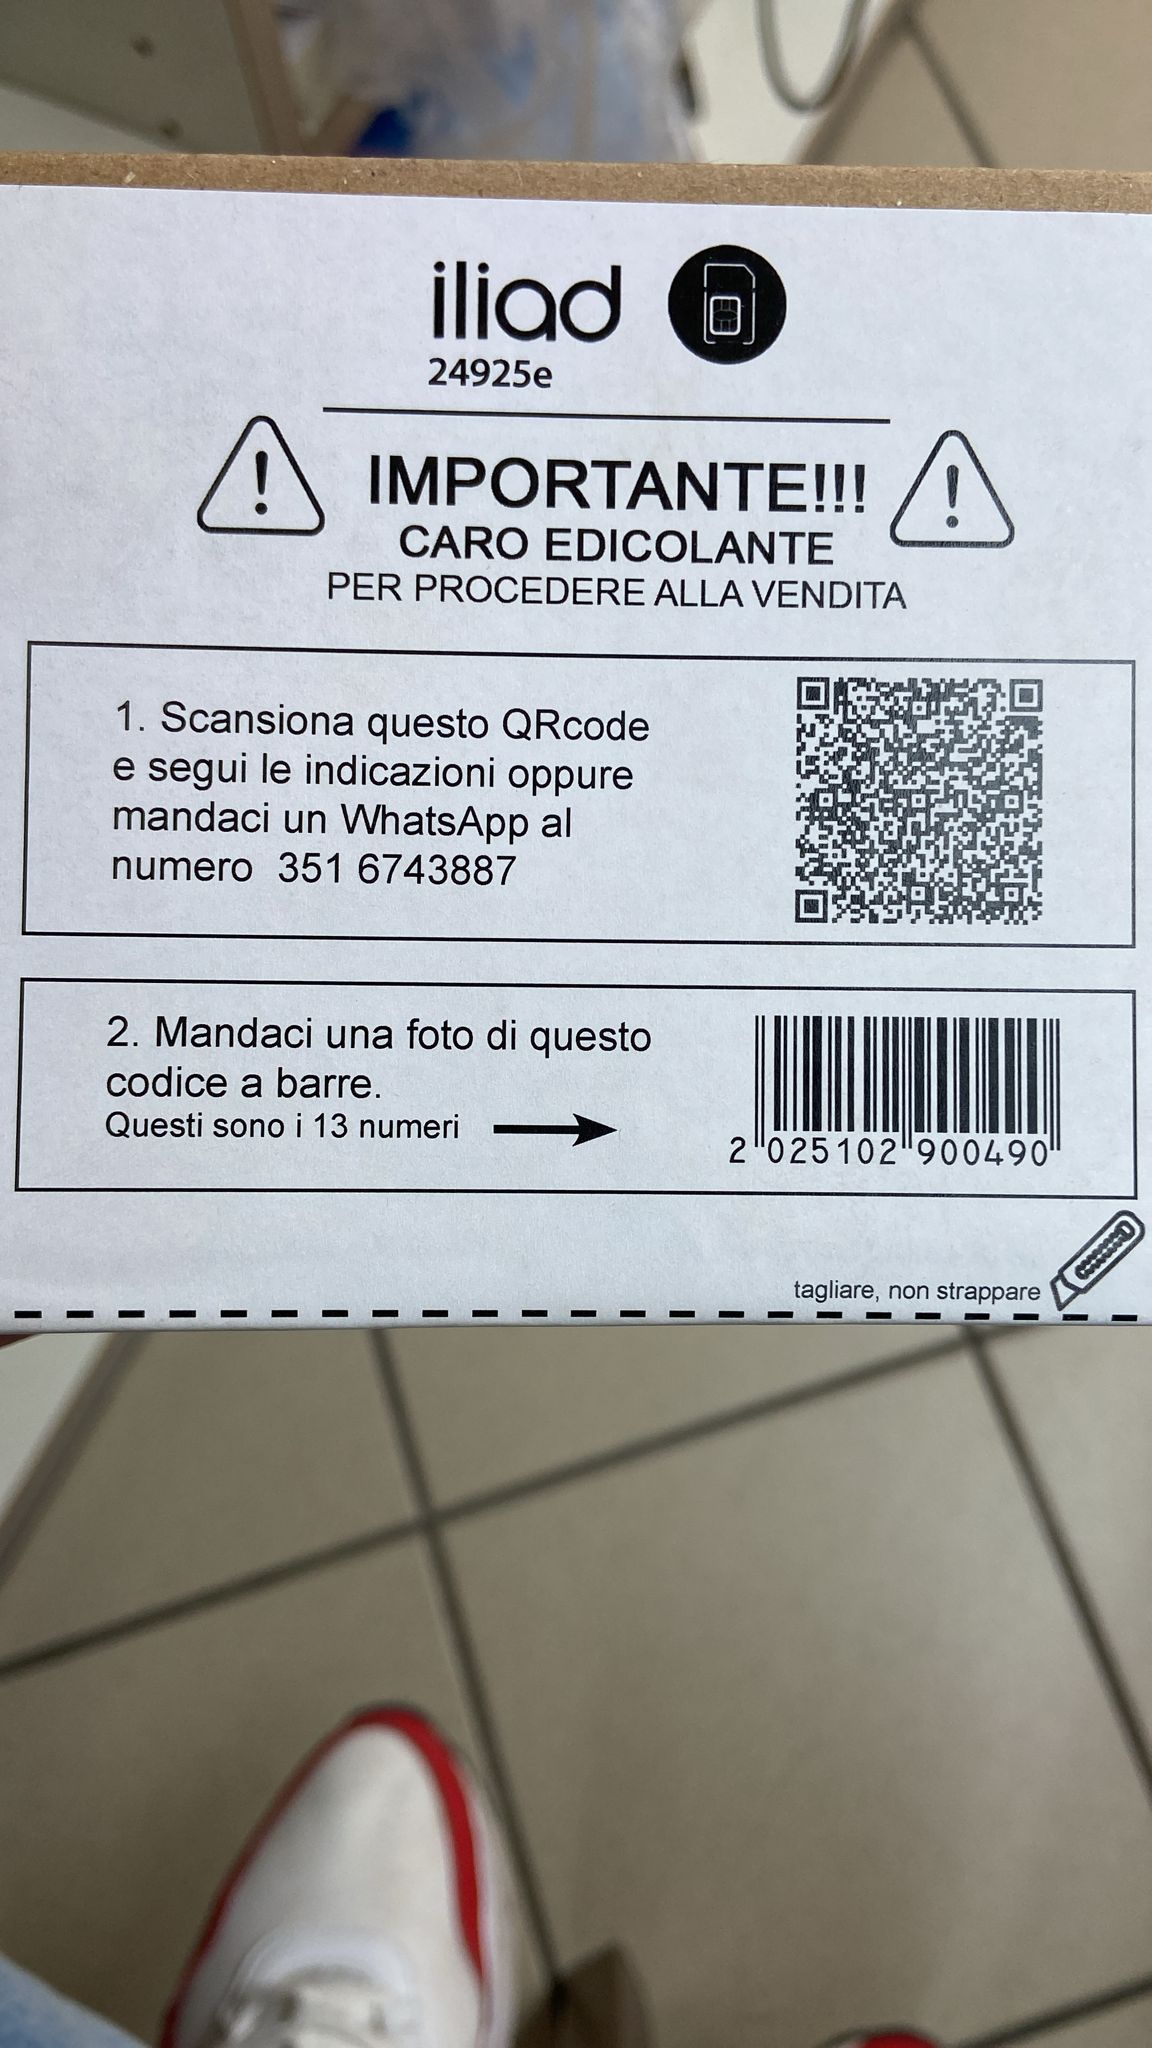 iliad
24925e
IMPORTANTE!!!
CARO EDICOLANTE
PER PROCEDERE ALLA VENDITA
1. Scansiona questo QRcode
e segui le indicazioni oppure
mandaci un WhatsApp al
numero 351 6743887
2. Mandaci una foto di questo
codice a barre.
Questi sono i 13 numeri
2 025102 900490
tagliare, non strappare